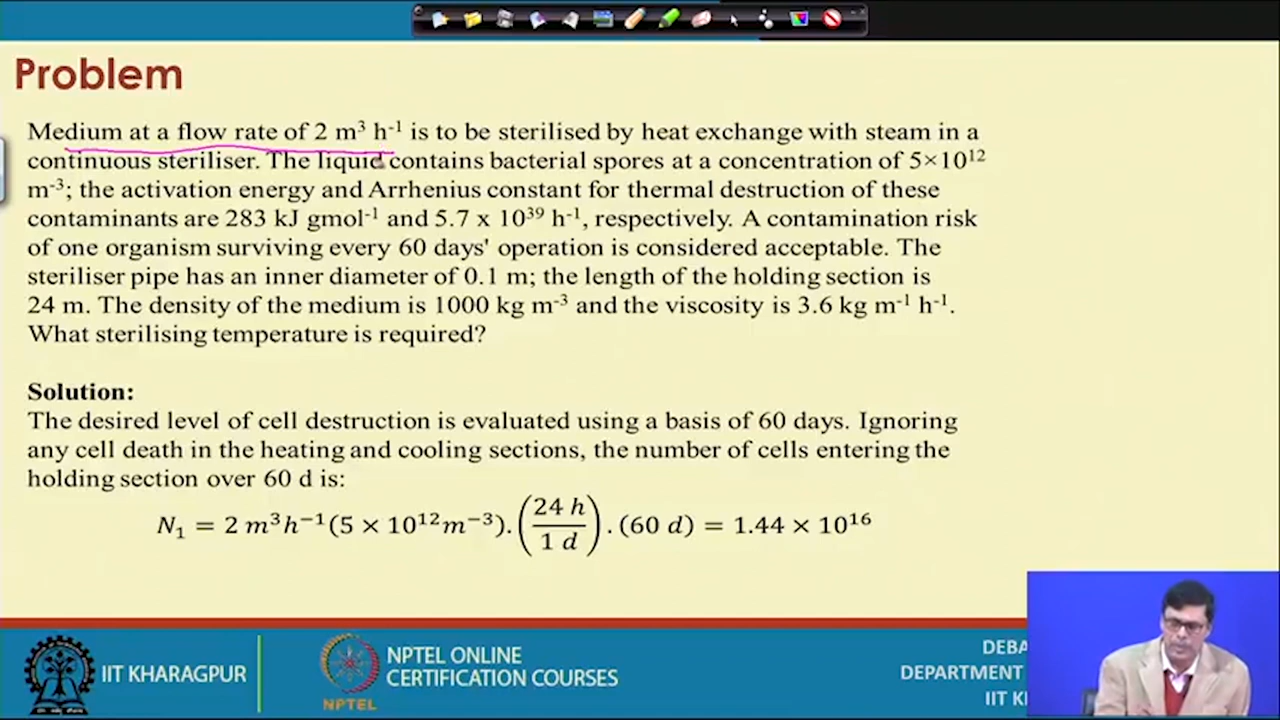 Problem
Medium at a flow rate of 2 m³ h⁻¹ is to be sterilised by heat exchange with steam in a
continuous steriliser. The liquid contains bacterial spores at a concentration of 5×10¹²
m⁻³; the activation energy and Arrhenius constant for thermal destruction of these
contaminants are 283 kJ gmol⁻¹ and 5.7 x 10³⁹ h⁻¹, respectively. A contamination risk
of one organism surviving every 60 days' operation is considered acceptable. The
steriliser pipe has an inner diameter of 0.1 m; the length of the holding section is
24 m. The density of the medium is 1000 kg m⁻³ and the viscosity is 3.6 kg m⁻¹ h⁻¹.
What sterilising temperature is required?
Solution:
The desired level of cell destruction is evaluated using a basis of 60 days. Ignoring
any cell death in the heating and cooling sections, the number of cells entering the
holding section over 60 d is:
N₁ = 2 m³h⁻¹(5 × 10¹²m⁻³).(24 h / 1 d).(60 d) = 1.44 × 10¹⁶
IIT KHARAGPUR
NPTEL
NPTEL ONLINE
CERTIFICATION COURSES
DEBA
DEPARTMENT
IIT K